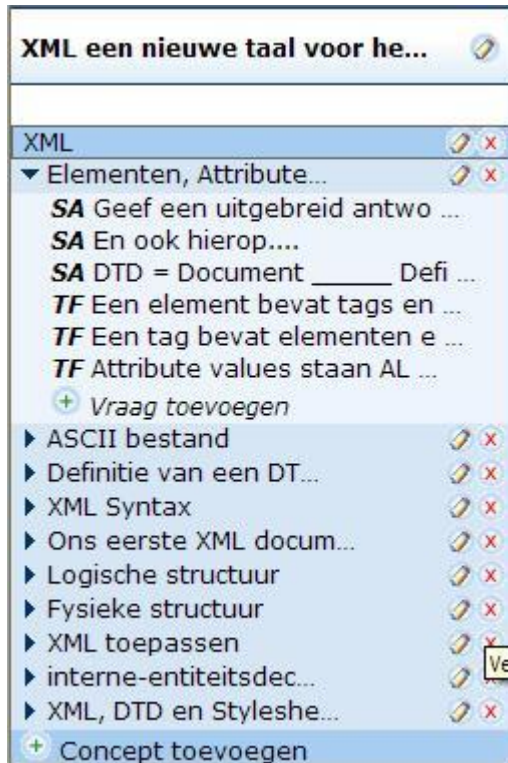 XML een nieuwe taal voor he...
XML
Elementen, Attribute...
SA Geef een uitgebreid antwo ...
SA En ook hierop....
SA DTD = Document _____ Defi ...
TF Een element bevat tags en ...
TF Een tag bevat elementen e ...
TF Attribute values staan AL ...
Vraag toevoegen
ASCII bestand
Definitie van een DT...
XML Syntax
Ons eerste XML docum...
Logische structuur
Fysieke structuur
XML toepassen
Ve
interne-entiteitsdec...
XML, DTD en Styleshe...
Concept toevoegen